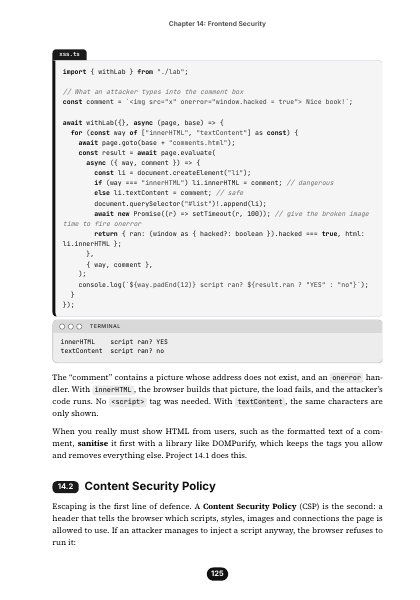 Chapter 14: Frontend Security
xss.ts
import { withLab } from "./lab";
// What an attacker types into the comment box
const comment = `<img src="x" onerror="window.hacked = true"> Nice book!`;
await withLab({}, async (page, base) => {
for (const way of ["innerHTML", "textContent"] as const) {
await page.goto(base + "comments.html");
const result = await page.evaluate(
async ({ way, comment }) => {
const li = document.createElement("li");
if (way === "innerHTML") li.innerHTML = comment; // dangerous
else li.textContent = comment; // safe
document.querySelector("#list")!.append(li);
await new Promise((r) => setTimeout(r, 100)); // give the broken image
time to fire onerror
return { ran: (window as { hacked?: boolean }).hacked === true, html:
li.innerHTML };
},
{ way, comment },
);
console.log(`${way.padEnd(12)} script ran? ${result.ran ? "YES" : "no"}`);
}
});
TERMINAL
innerHTML script ran? YES
textContent script ran? no
The “comment” contains a picture whose address does not exist, and an onerror han-
dler. With innerHTML, the browser builds that picture, the load fails, and the attacker’s
code runs. No <script> tag was needed. With textContent, the same characters are
only shown.
When you really must show HTML from users, such as the formatted text of a com-
ment, sanitise it first with a library like DOMPurify, which keeps the tags you allow
and removes everything else. Project 14.1 does this.
14.2 Content Security Policy
Escaping is the first line of defence. A Content Security Policy (CSP) is the second: a
header that tells the browser which scripts, styles, images and connections the page is
allowed to use. If an attacker manages to inject a script anyway, the browser refuses to
run it:
125